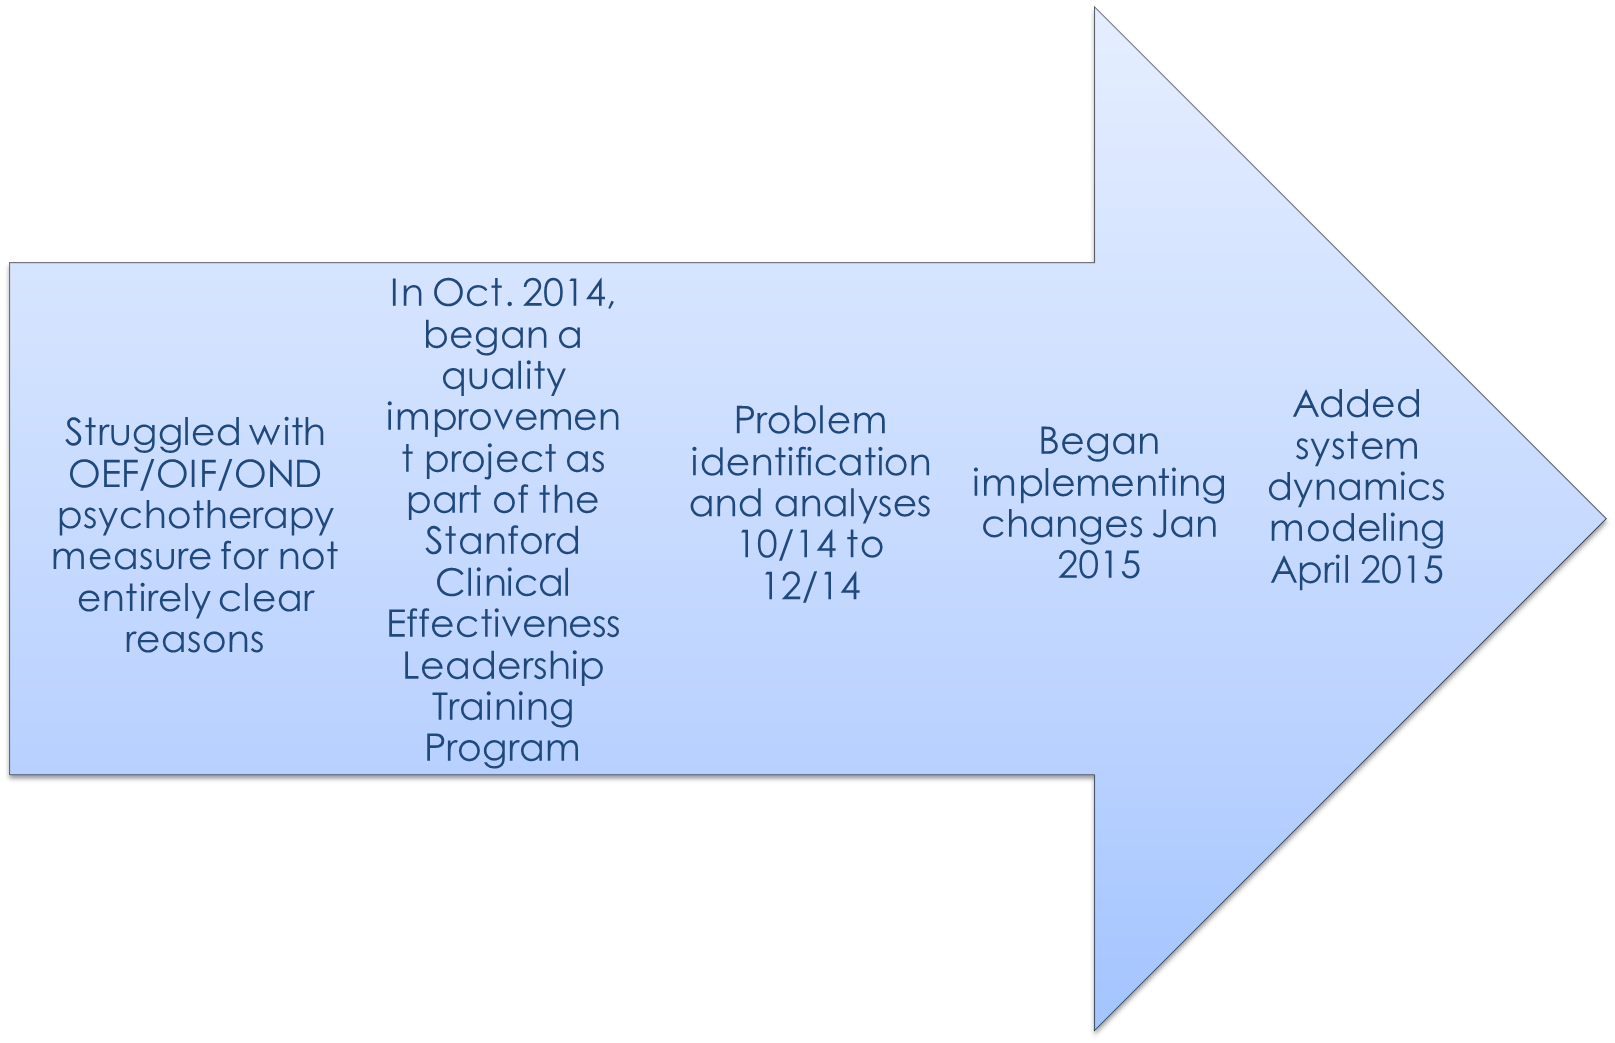 Struggled with
OEF/OIF/OND
psychotherapy
measure for not
entirely clear
reasons
In Oct. 2014,
began a
quality
improvemen
t project as
part of the
Stanford
Clinical
Effectiveness
Leadership
Training
Program
Problem
identification
and analyses
10/14 to
12/14
Began
implementing
changes Jan
2015
Added
system
dynamics
modeling
April 2015